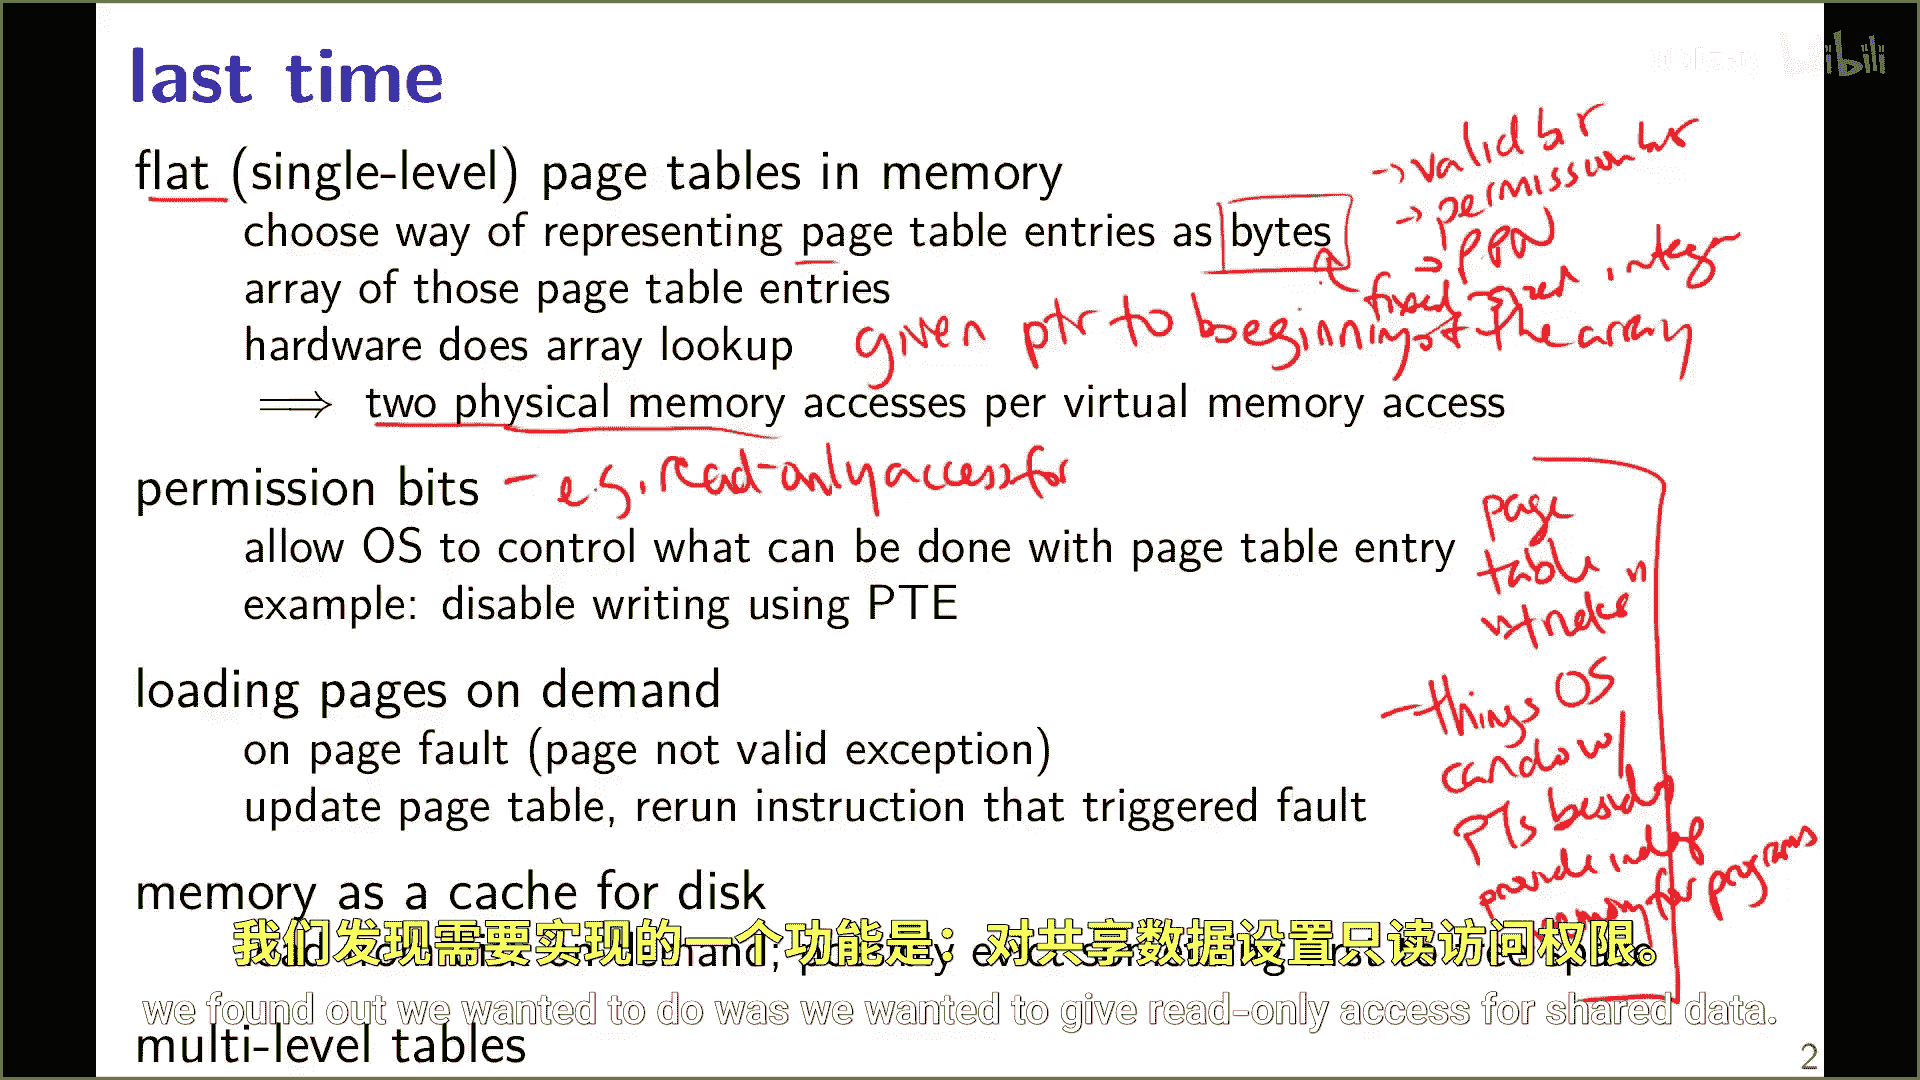 last time
bilibili
flat (single-level) page tables in memory
→ valid bit
→ permission bit
→ PPN
choose way of representing page table entries as bytes
fixed-sized integer
array of those page table entries
hardware does array lookup
given ptr to beginning of the array
⟹ two physical memory accesses per virtual memory access
permission bits
- e.g. read-only access for
allow OS to control what can be done with page table entry
example: disable writing using PTE
page
table
"tricks"
loading pages on demand
- things OS
can do w/
PTs besides
provide indep
memory for programs
on page fault (page not valid exception)
update page table, rerun instruction that triggered fault
memory as a cache for disk
我们发现需要实现的一个功能是：对共享数据设置只读访问权限。
we found out we wanted to do was we wanted to give read-only access for shared data.
multi-level tables
2